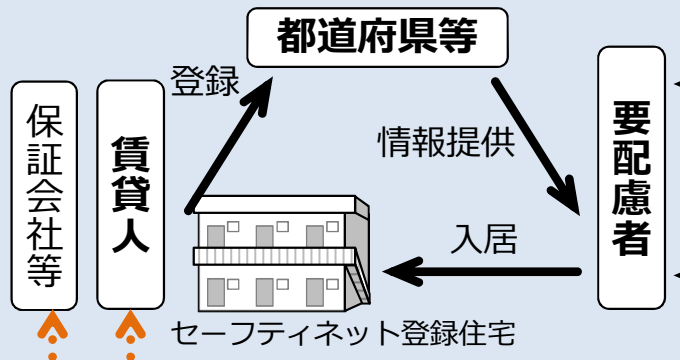 都道府県等
登録
保証会社等
賃貸人
情報提供
要配慮者
入居
セーフティネット登録住宅